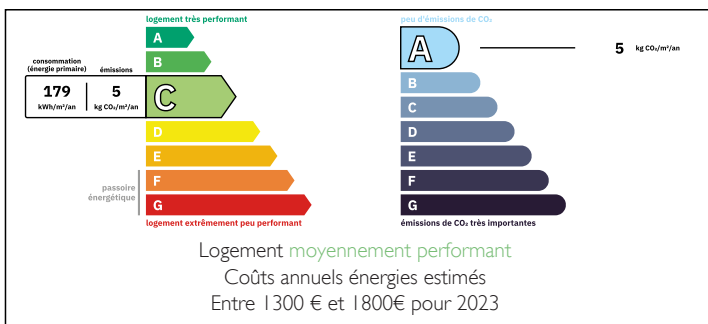 logement très performant
A
B
consommation
(énergie primaire)
émissions
179
kWh/m²/an
5
kg CO₂/m²/an
C
D
E
F
G
passoire
énergétique
logement extrêmement peu performant
peu d'émissions de CO₂
A
5 kg CO₂/m²/an
B
C
D
E
F
G
émissions de CO₂ très importantes
Logement moyennement performant
Coûts annuels énergies estimés
Entre 1300 € et 1800€ pour 2023